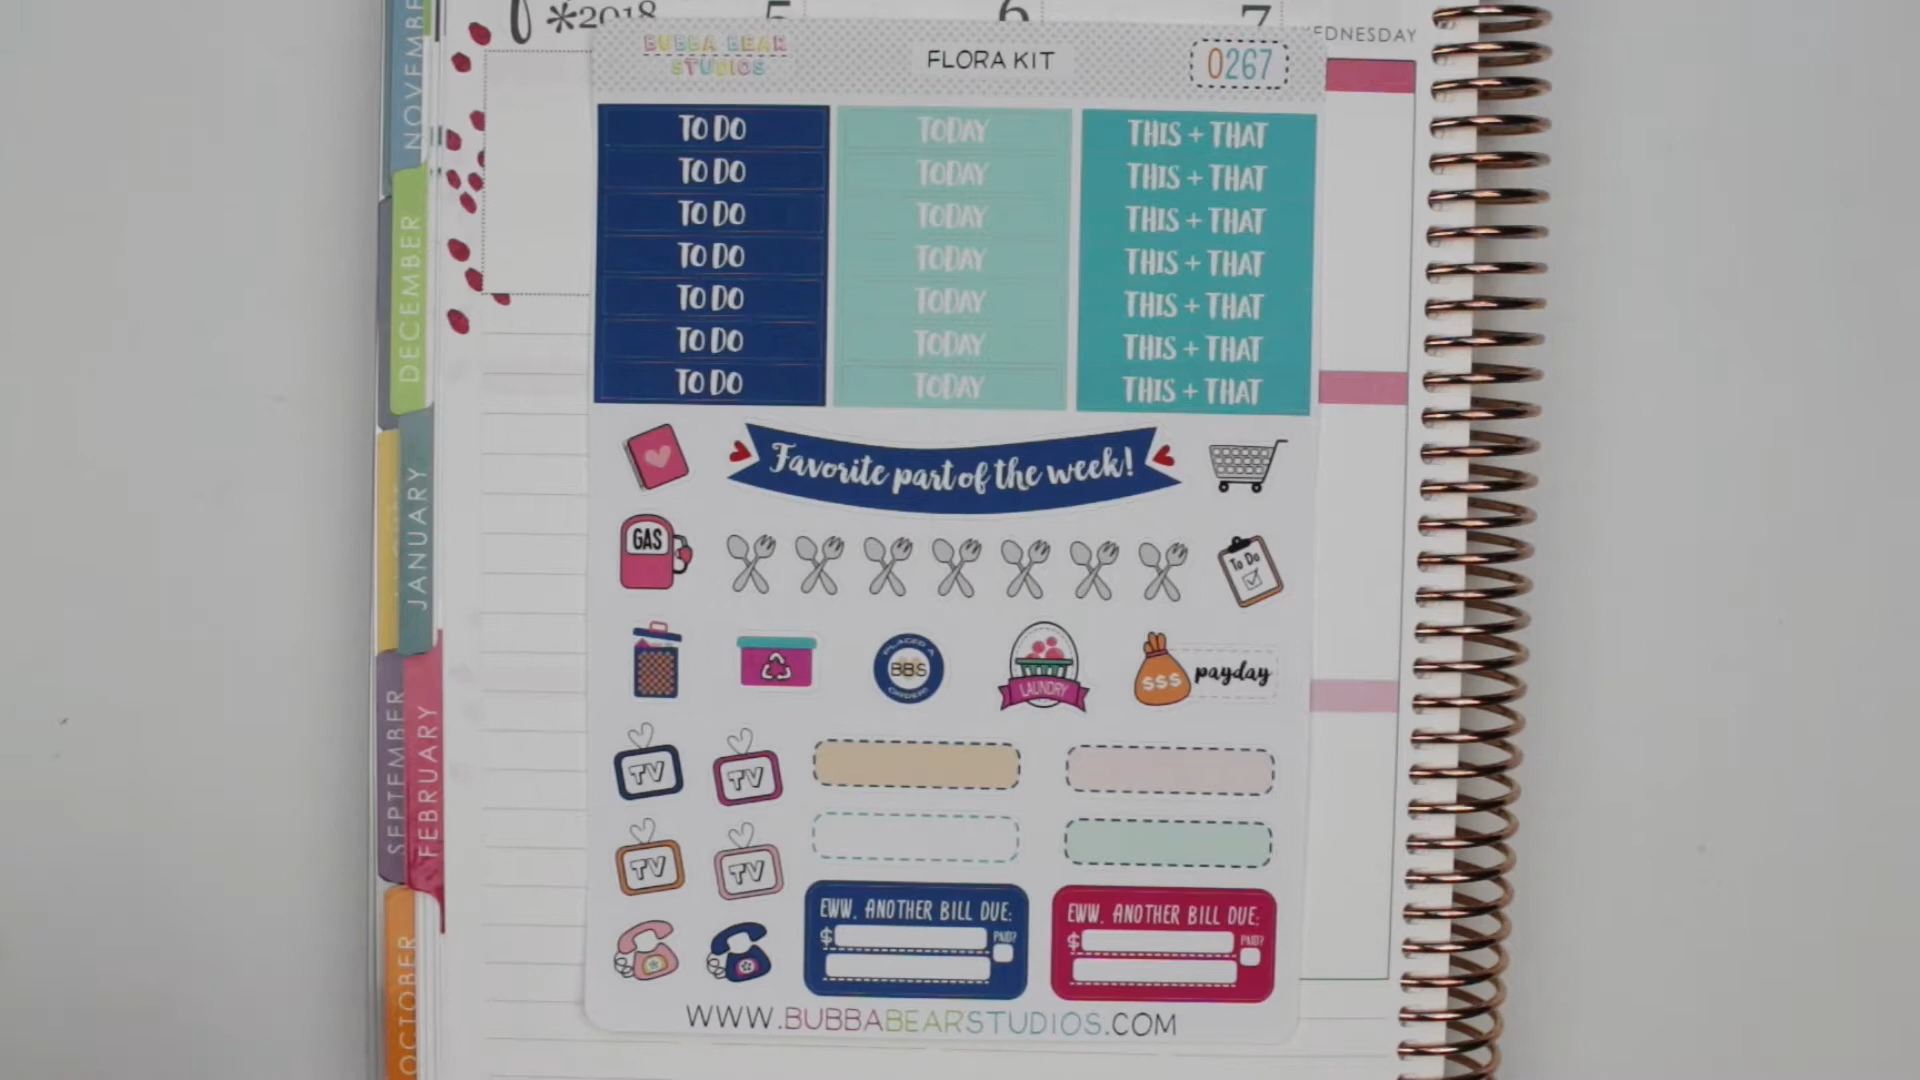 *2018 5 6 7
WEDNESDAY
BUBBA BEAR
STUDIOS
FLORA KIT
0267
TO DO TODAY THIS + THAT
TO DO TODAY THIS + THAT
TO DO TODAY THIS + THAT
TO DO TODAY THIS + THAT
TO DO TODAY THIS + THAT
TO DO TODAY THIS + THAT
TO DO TODAY THIS + THAT
Favorite part of the week!
GAS
To Do
PLACED A
BBS
ORDER!
LAUNDRY
$$$
payday
TV TV
TV TV
EWW, ANOTHER BILL DUE:
$
PAID?
EWW, ANOTHER BILL DUE:
$
PAID?
WWW.BUBBABEARSTUDIOS.COM
NOVEMBER
DECEMBER
JANUARY
SEPTEMBER
FEBRUARY
OCTOBER